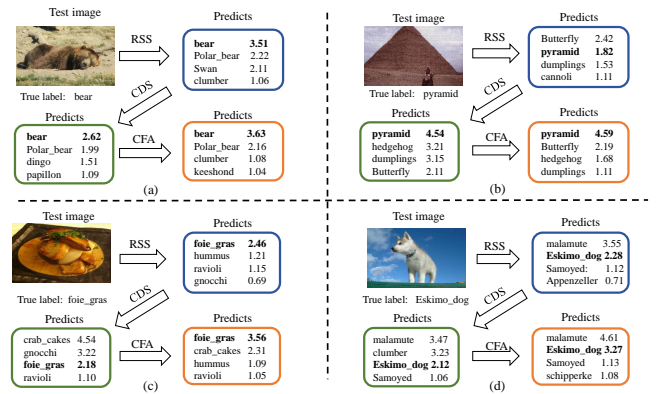 Test image
RSS
Predicts
bear 3.51
Polar_bear 2.22
Swan 2.11
clumber 1.06
True label: bear
CDS
Predicts
bear 2.62
Polar_bear 1.99
dingo 1.51
papillon 1.09
CFA
Predicts
bear 3.63
Polar_bear 2.16
clumber 1.08
keeshond 1.04
(a)
Test image
RSS
Predicts
Butterfly 2.42
pyramid 1.82
dumplings 1.53
cannoli 1.11
True label: pyramid
CDS
Predicts
pyramid 4.54
hedgehog 3.21
dumplings 3.15
Butterfly 2.11
CFA
Predicts
pyramid 4.59
Butterfly 2.19
hedgehog 1.68
dumplings 1.11
(b)
Test image
RSS
Predicts
foie_gras 2.46
hummus 1.21
ravioli 1.15
gnocchi 0.69
True label: foie_gras
CDS
Predicts
crab_cakes 4.54
gnocchi 3.22
foie_gras 2.18
ravioli 1.10
CFA
Predicts
foie_gras 3.56
crab_cakes 2.31
hummus 1.09
ravioli 1.05
(c)
Test image
RSS
Predicts
malamute 3.55
Eskimo_dog 2.28
Samoyed: 1.12
Appenzeller 0.71
True label: Eskimo_dog
CDS
Predicts
malamute 3.47
clumber 3.23
Eskimo_dog 2.12
Samoyed 1.06
CFA
Predicts
malamute 4.61
Eskimo_dog 3.27
Samoyed 1.13
schipperke 1.08
(d)